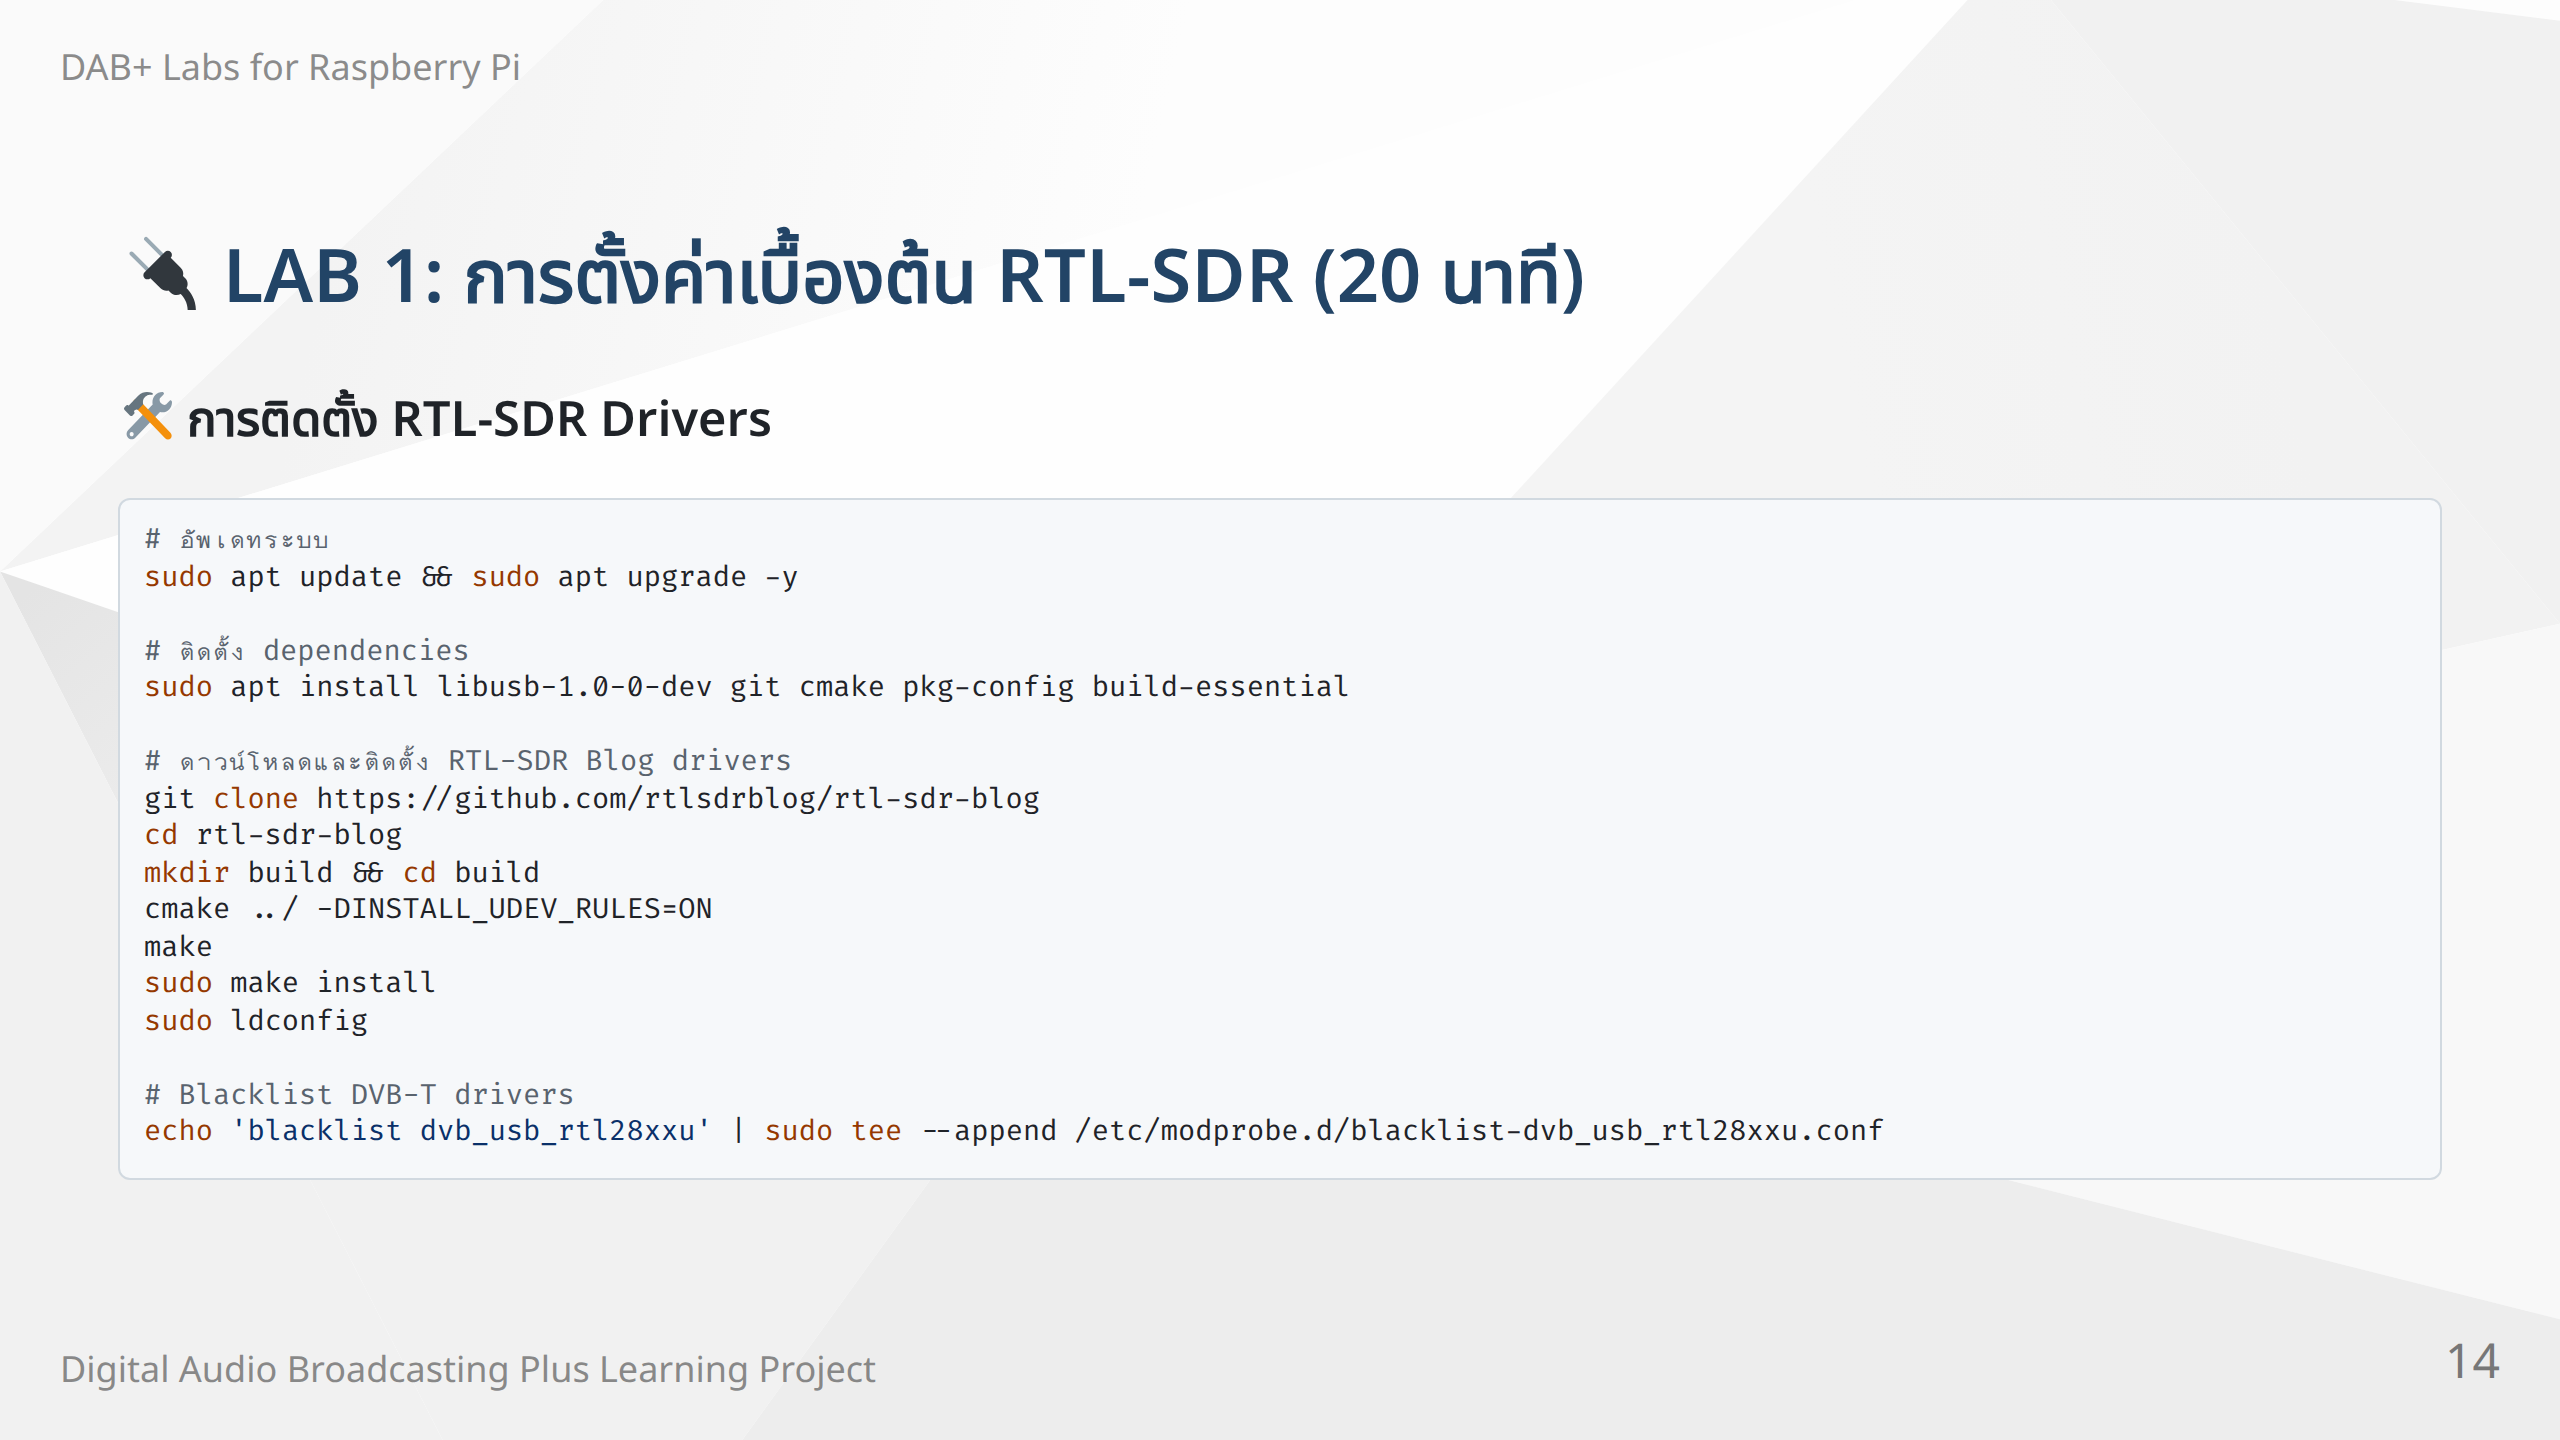 DAB+ Labs for Raspberry Pi
🔌 LAB 1: การตั้งค่าเบื้องต้น RTL-SDR (20 นาที)
🛠️ การติดตั้ง RTL-SDR Drivers
# อัพเดทระบบ
sudo apt update && sudo apt upgrade -y
# ติดตั้ง dependencies
sudo apt install libusb-1.0-0-dev git cmake pkg-config build-essential
# ดาวน์โหลดและติดตั้ง RTL-SDR Blog drivers
git clone https://github.com/rtlsdrblog/rtl-sdr-blog
cd rtl-sdr-blog
mkdir build && cd build
cmake ../ -DINSTALL_UDEV_RULES=ON
make
sudo make install
sudo ldconfig
# Blacklist DVB-T drivers
echo 'blacklist dvb_usb_rtl28xxu' | sudo tee --append /etc/modprobe.d/blacklist-dvb_usb_rtl28xxu.conf
Digital Audio Broadcasting Plus Learning Project
14